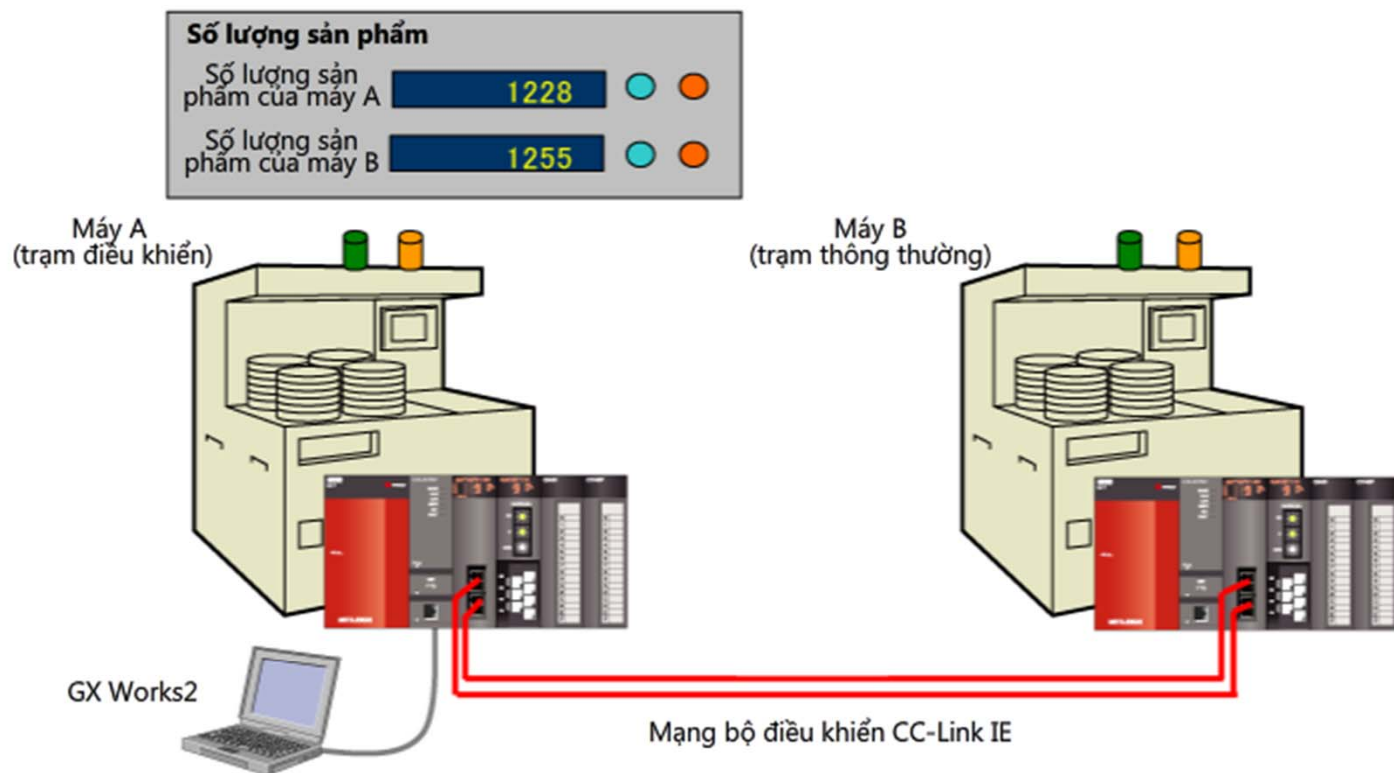 Số lượng sản phẩm
Số lượng sản
phẩm của máy A
1228
Số lượng sản
phẩm của máy B
1255
Máy A
(trạm điều khiển)
Máy B
(trạm thông thường)
GX Works2
Mạng bộ điều khiển CC-Link IE